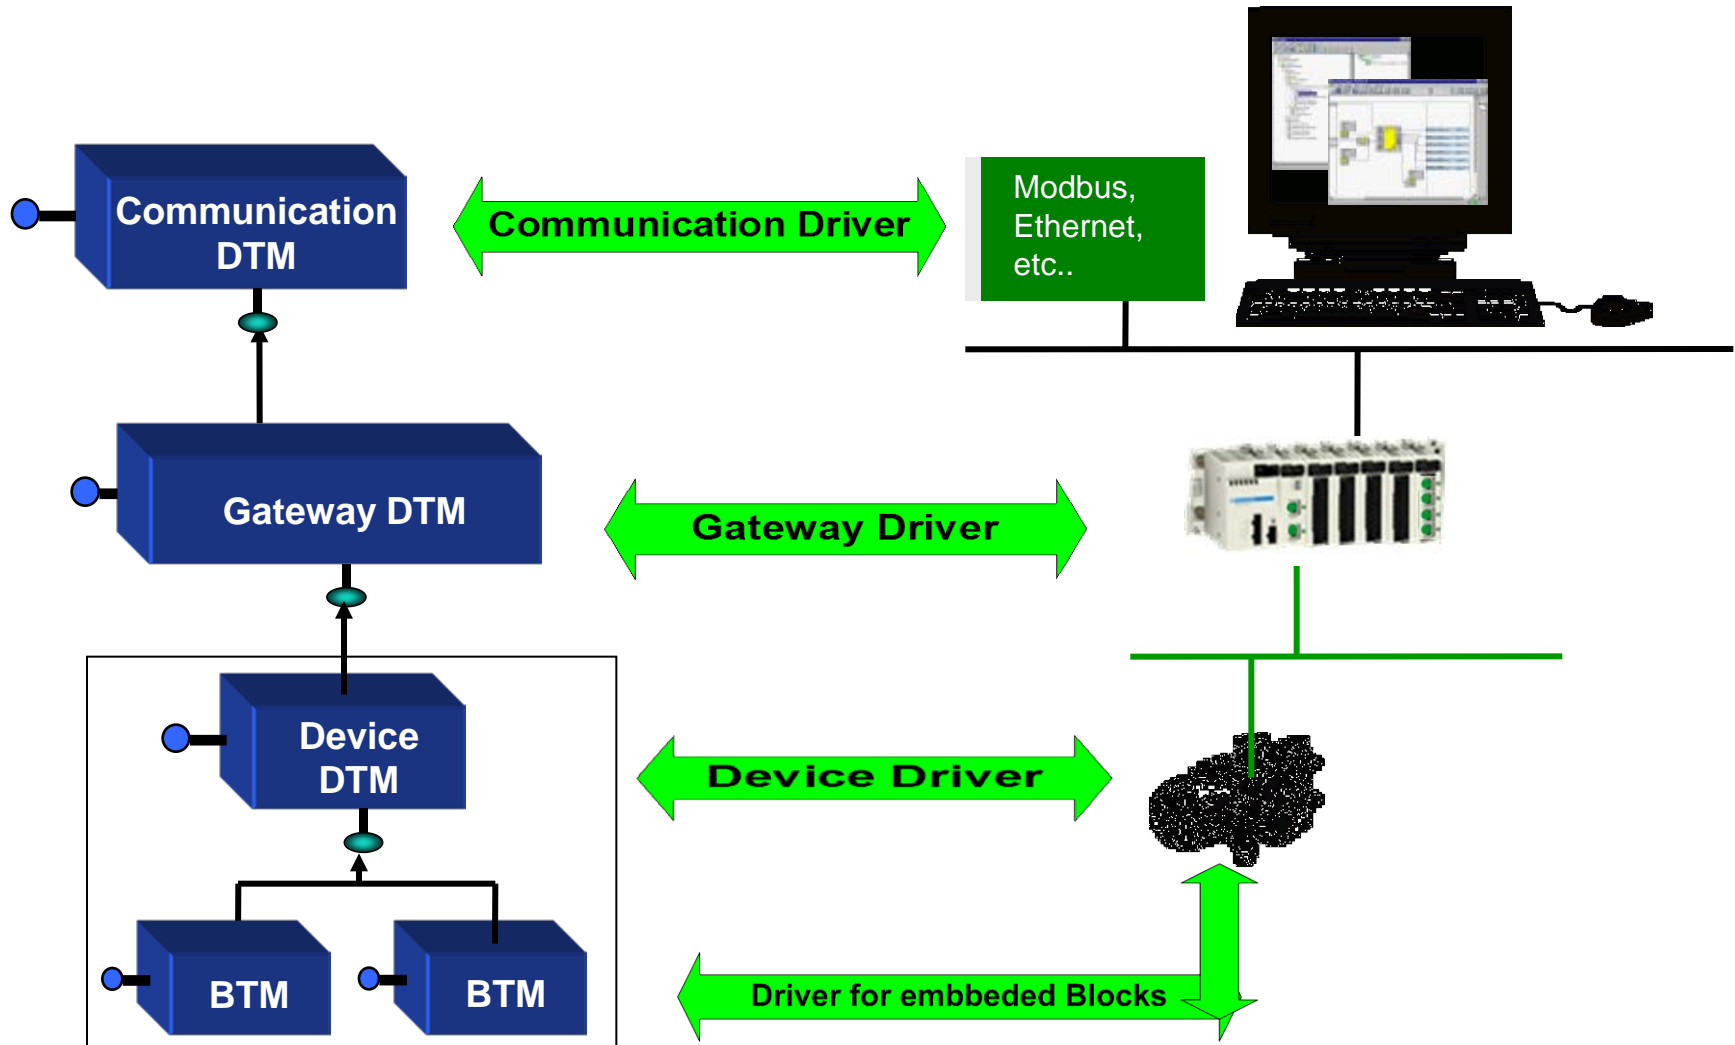 Communication
DTM
Communication Driver
Modbus,
Ethernet,
etc..
Gateway DTM
Gateway Driver
Device
DTM
Device Driver
BTM
BTM
Driver for embbeded Blocks